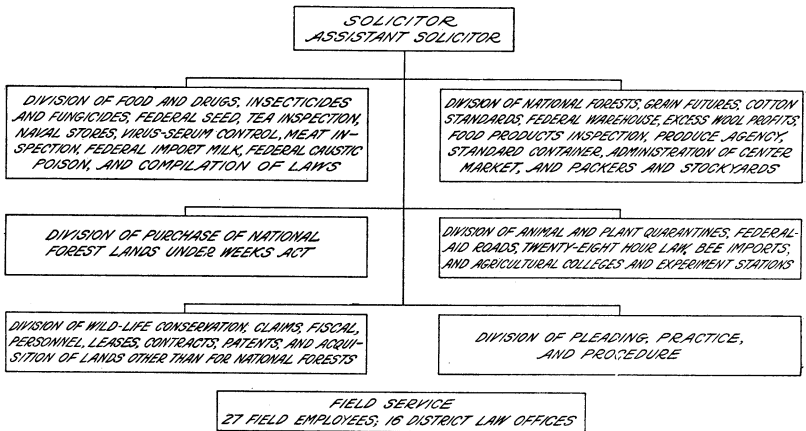 SOLICITOR
ASSISTANT SOLICITOR
DIVISION OF FOOD AND DRUGS, INSECTICIDES
AND FUNGICIDES, FEDERAL SEED, TEA INSPECTION,
NAVAL STORES, VIRUS-SERUM CONTROL, MEAT IN-
SPECTION, FEDERAL IMPORT MILK, FEDERAL CAUSTIC
POISON, AND COMPILATION OF LAWS
DIVISION OF NATIONAL FORESTS, GRAIN FUTURES, COTTON
STANDARDS, FEDERAL WAREHOUSE, EXCESS WOOL PROFITS,
FOOD PRODUCTS INSPECTION, PRODUCE AGENCY,
STANDARD CONTAINER, ADMINISTRATION OF CENTER
MARKET, AND PACKERS AND STOCKYARDS
DIVISION OF PURCHASE OF NATIONAL
FOREST LANDS UNDER WEEKS ACT
DIVISION OF ANIMAL AND PLANT QUARANTINES, FEDERAL-
AID ROADS, TWENTY-EIGHT HOUR LAW, BEE IMPORTS,
AND AGRICULTURAL COLLEGES AND EXPERIMENT STATIONS
DIVISION OF WILD-LIFE CONSERVATION, CLAIMS, FISCAL,
PERSONNEL, LEASES, CONTRACTS, PATENTS, AND ACQUI-
SITION OF LANDS OTHER THAN FOR NATIONAL FORESTS
DIVISION OF PLEADING, PRACTICE,
AND PROCEDURE
FIELD SERVICE
27 FIELD EMPLOYEES; 16 DISTRICT LAW OFFICES